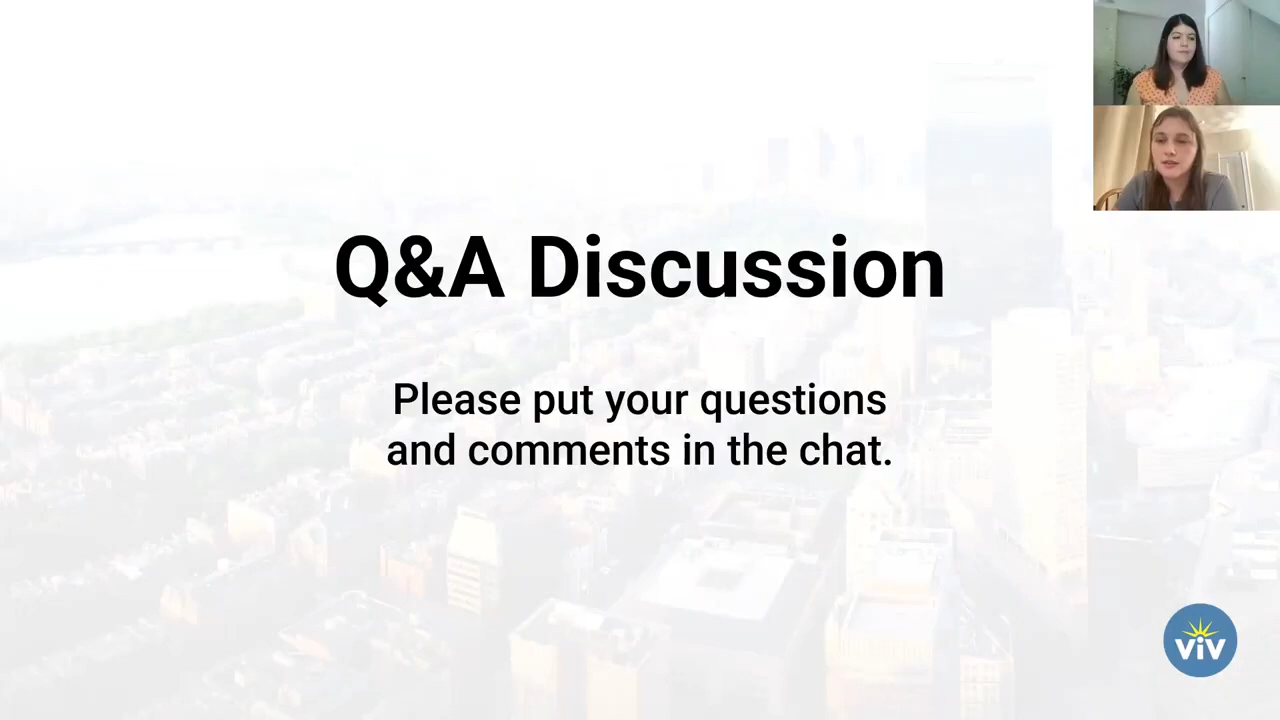 Q&A Discussion
Please put your questions
and comments in the chat.
viv